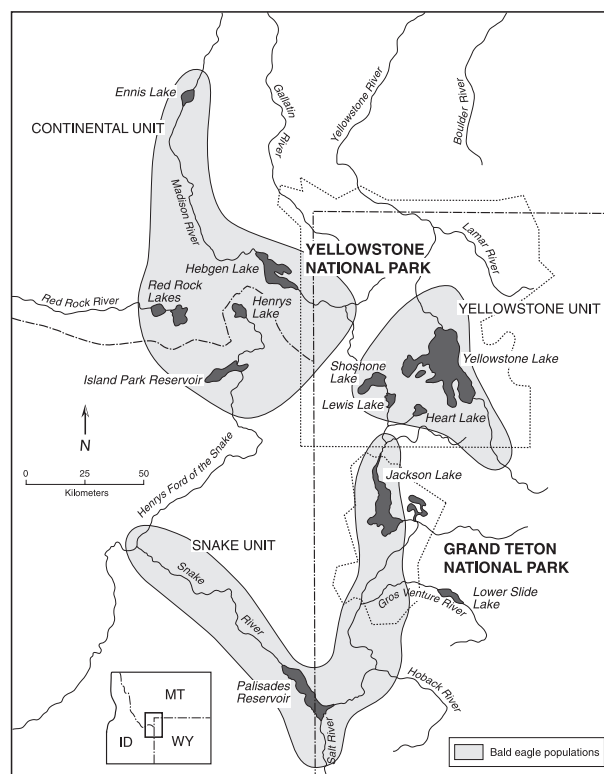 Ennis Lake
CONTINENTAL UNIT
Gallatin
River
Yellowstone River
Boulder River
Madison River
Lamar River
YELLOWSTONE
NATIONAL PARK
Hebgen Lake
Red Rock River
Red Rock
Lakes
Henrys
Lake
YELLOWSTONE UNIT
Yellowstone Lake
Shoshone
Lake
Island Park Reservoir
Lewis Lake
Heart Lake
N
0 25 50
Kilometers
Henrys Ford of the Snake
Jackson Lake
SNAKE UNIT
GRAND TETON
NATIONAL PARK
Snake
River
Gros Venture River
Lower Slide
Lake
Palisades
Reservoir
Hoback River
Salt River
MT
ID
WY
Bald eagle populations